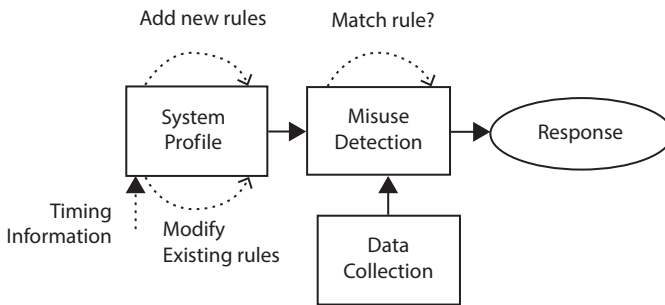 Add new rules
Match rule?
System
Profile
Misuse
Detection
Response
Timing
Information
Modify
Existing rules
Data
Collection